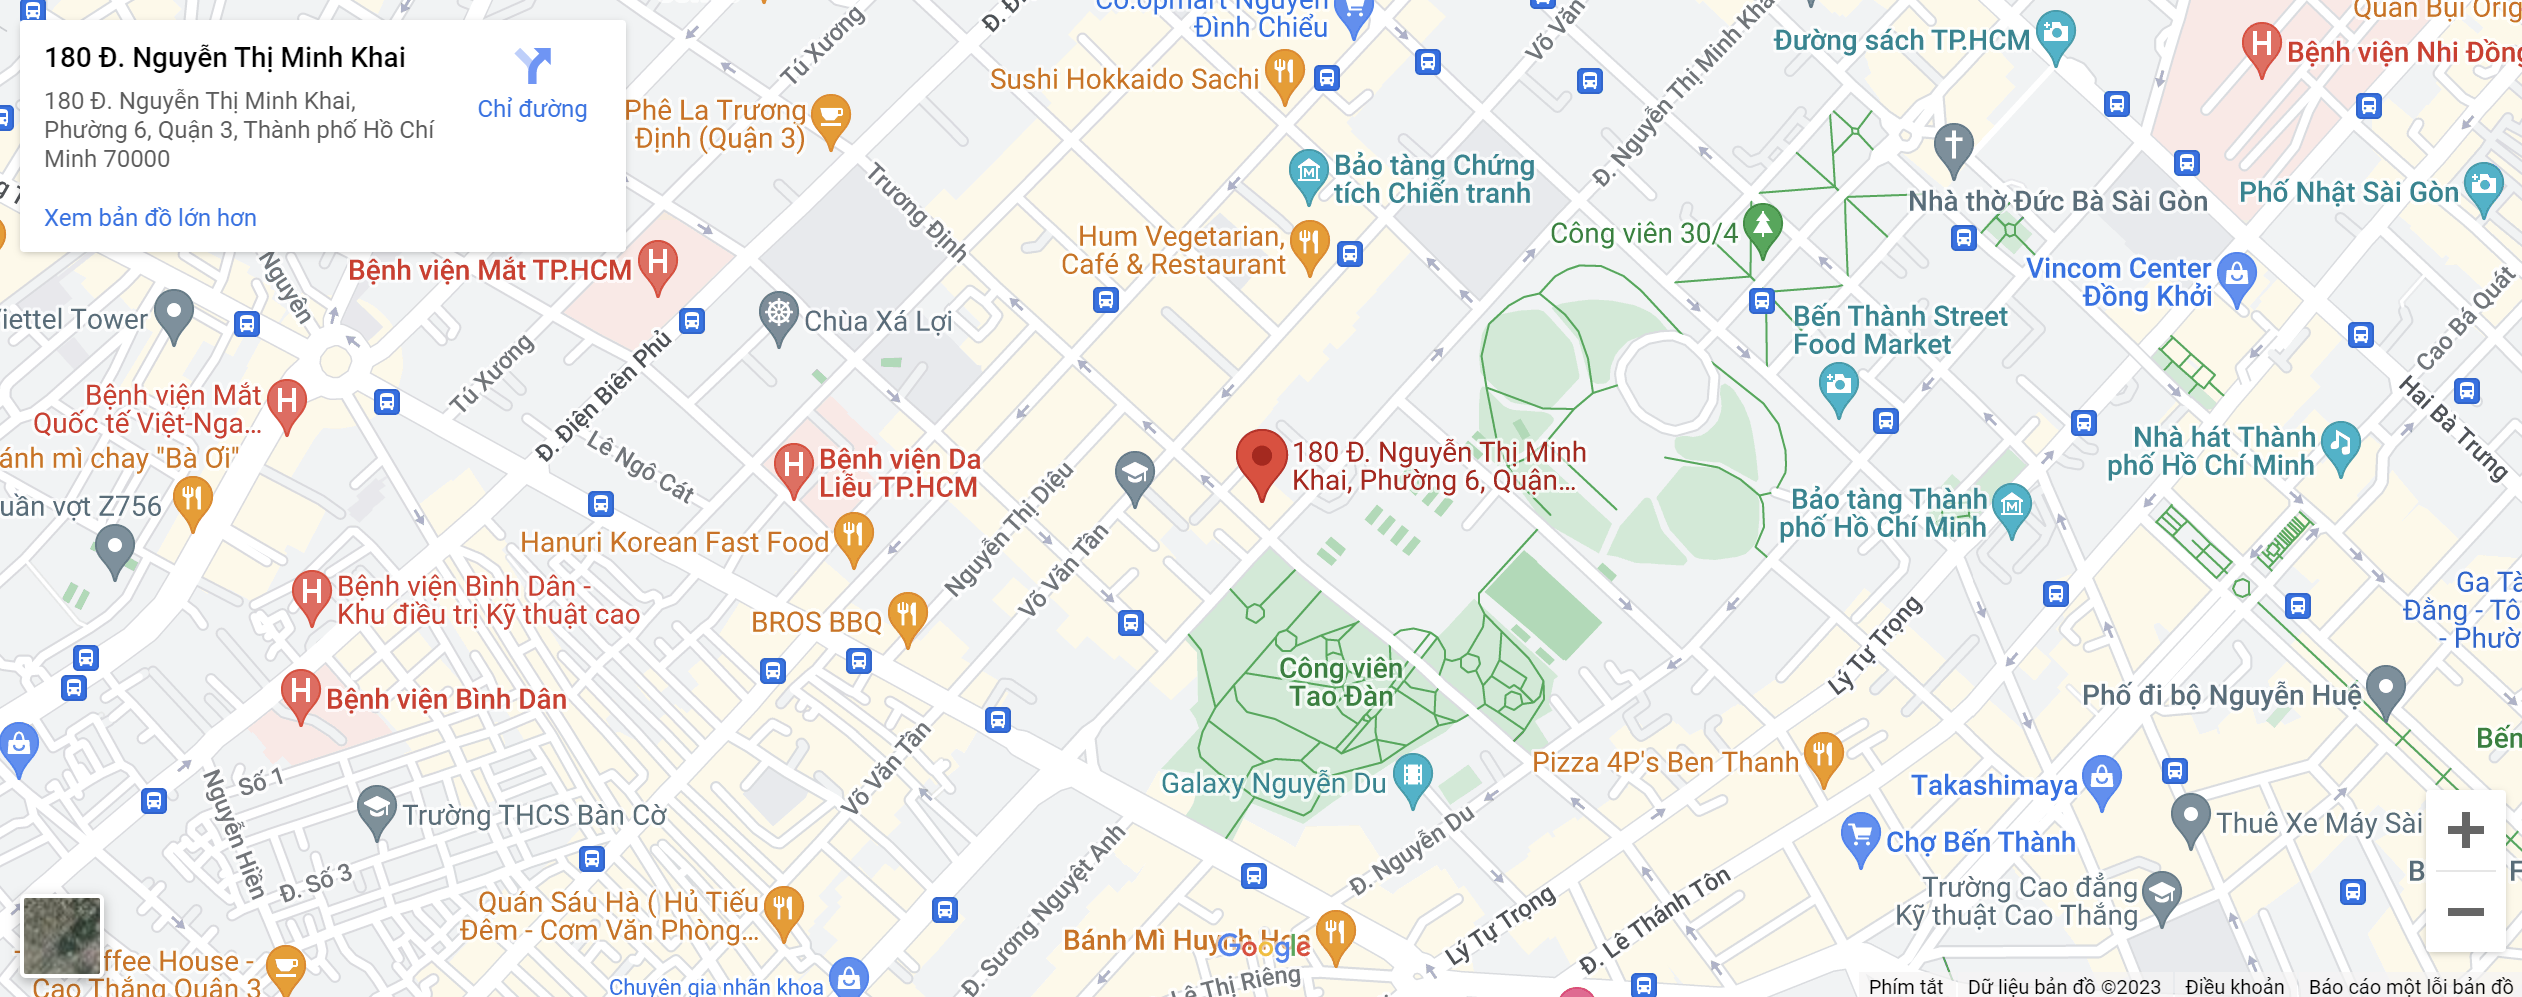 180 Đ. Nguyễn Thị Minh Khai
180 Đ. Nguyễn Thị Minh Khai,
Phường 6, Quận 3, Thành phố Hồ Chí
Minh 70000
Chỉ đường
Xem bản đồ lớn hơn
Tú Xương
Đình Chiểu
Sushi Hokkaido Sachi
Võ Văn
Đ. Nguyễn Thị Minh Kha
Đường sách TP.HCM
Quán Bụi Orig
Bệnh viện Nhi Đồng
Phê La Trương
Định (Quận 3)
Trương Định
Bảo tàng Chứng
tích Chiến tranh
Nhà thờ Đức Bà Sài Gòn
Phố Nhật Sài Gòn
Hum Vegetarian,
Café & Restaurant
Công viên 30/4
Bệnh viện Mắt TP.HCM
Nguyên
Vincom Center
Đồng Khởi
Viettel Tower
Chùa Xá Lợi
Bến Thành Street
Food Market
Cao Bá Quát
Tú Xương
Đ. Điện Biên Phủ
Bệnh viện Mắt
Quốc tế Việt-Nga...
Hai Bà Trưng
ánh mì chay "Bà Ơi"
Lê Ngô Cát
Bệnh viện Da
Liễu TP.HCM
180 Đ. Nguyễn Thị Minh
Khai, Phường 6, Quận...
Nhà hát Thành
phố Hồ Chí Minh
uần vợt Z756
Hanuri Korean Fast Food
Nguyễn Thị Diệu
Võ Văn Tần
Bảo tàng Thành
phố Hồ Chí Minh
Bệnh viện Bình Dân -
Khu điều trị Kỹ thuật cao
BROS BBQ
Ga Tà
Đằng - Tô
- Phườ
Lý Tự Trọng
Công viên
Tao Đàn
Bệnh viện Bình Dân
Phố đi bộ Nguyễn Huệ
Bến
Võ Văn Tần
Galaxy Nguyễn Du
Pizza 4P's Ben Thanh
Takashimaya
Số 1
Nguyễn Hiền
Trường THCS Bàn Cờ
Thuê Xe Máy Sài
Chợ Bến Thành
Đ. Nguyễn Du
Đ. Sương Nguyệt Anh
Đ. Số 3
Trường Cao đẳng
Kỹ thuật Cao Thắng
Quán Sáu Hà ( Hủ Tiếu
Đêm - Cơm Văn Phòng...
Lý Tự Trọng
Đ. Lê Thánh Tôn
Bánh Mì Huynh Hoa
Google
ffee House -
Cao Thắng Quận 3
Chuyên gia nhãn khoa
Lê Thị Riêng
Phím tắt
Dữ liệu bản đồ ©2023
Điều khoản
Báo cáo một lỗi bản đồ